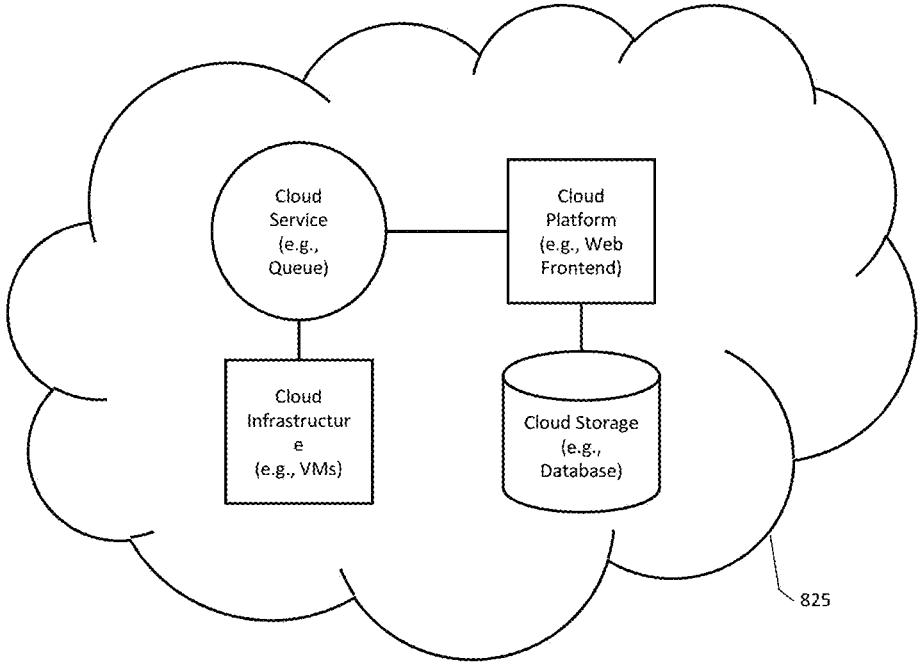 Cloud
Service
(e.g.,
Queue)
Cloud
Platform
(e.g., Web
Frontend)
Cloud
Infrastructur
e
(e.g., VMs)
Cloud Storage
(e.g.,
Database)
825